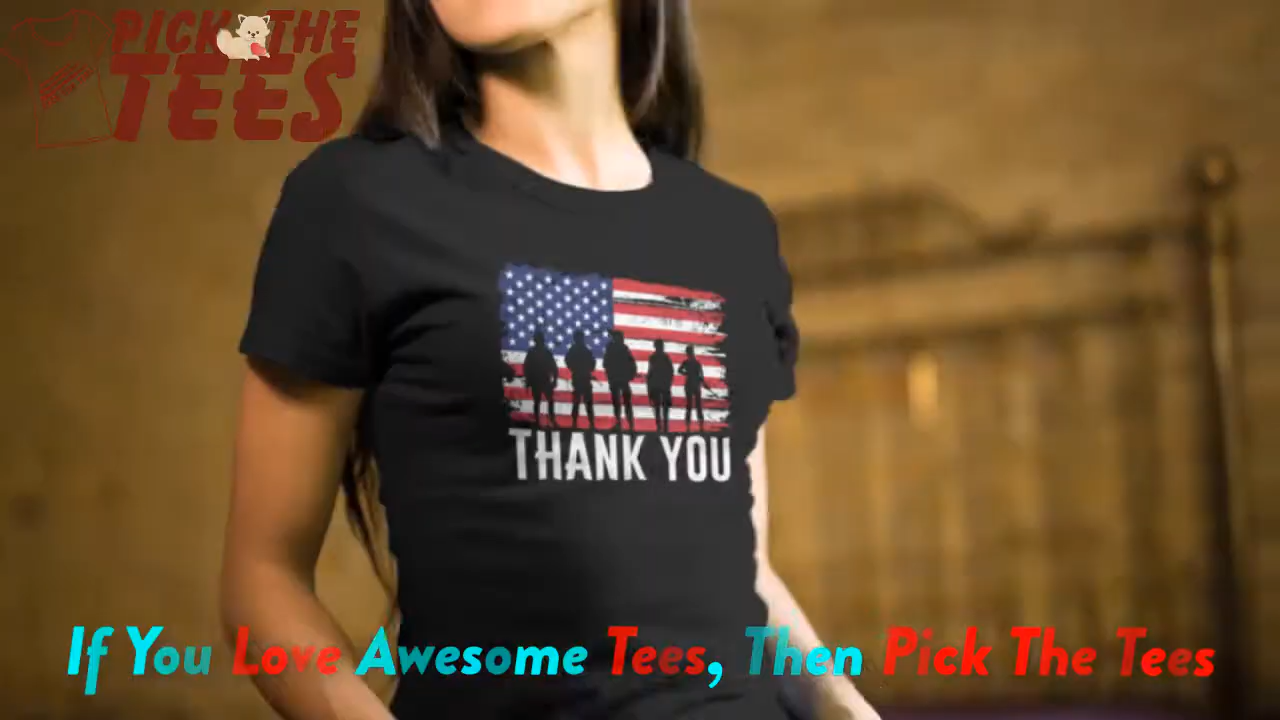 PICK THE
TEES
THANK YOU
If You Love Awesome Tees, Then Pick The Tees